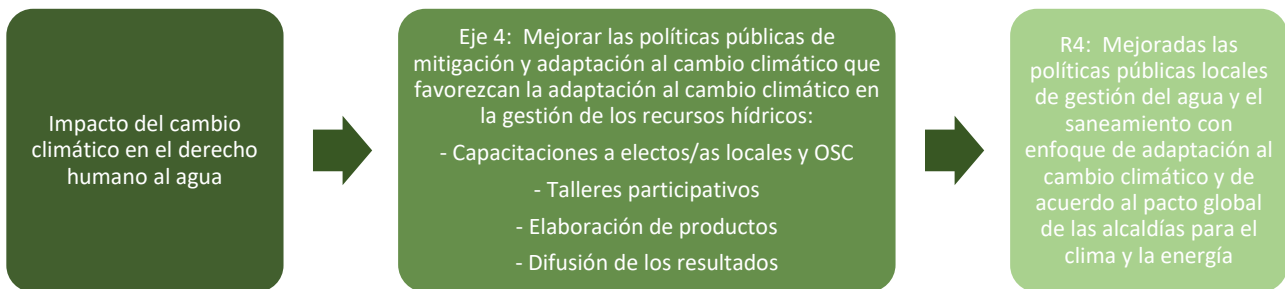 Impacto del cambio
climático en el derecho
humano al agua
Eje 4: Mejorar las políticas públicas de
mitigación y adaptación al cambio climático que
favorezcan la adaptación al cambio climático en
la gestión de los recursos hídricos:
- Capacitaciones a electos/as locales y OSC
- Talleres participativos
- Elaboración de productos
- Difusión de los resultados
R4: Mejoradas las
políticas públicas locales
de gestión del agua y el
saneamiento con
enfoque de adaptación al
cambio climático y de
acuerdo al pacto global
de las alcaldías para el
clima y la energía